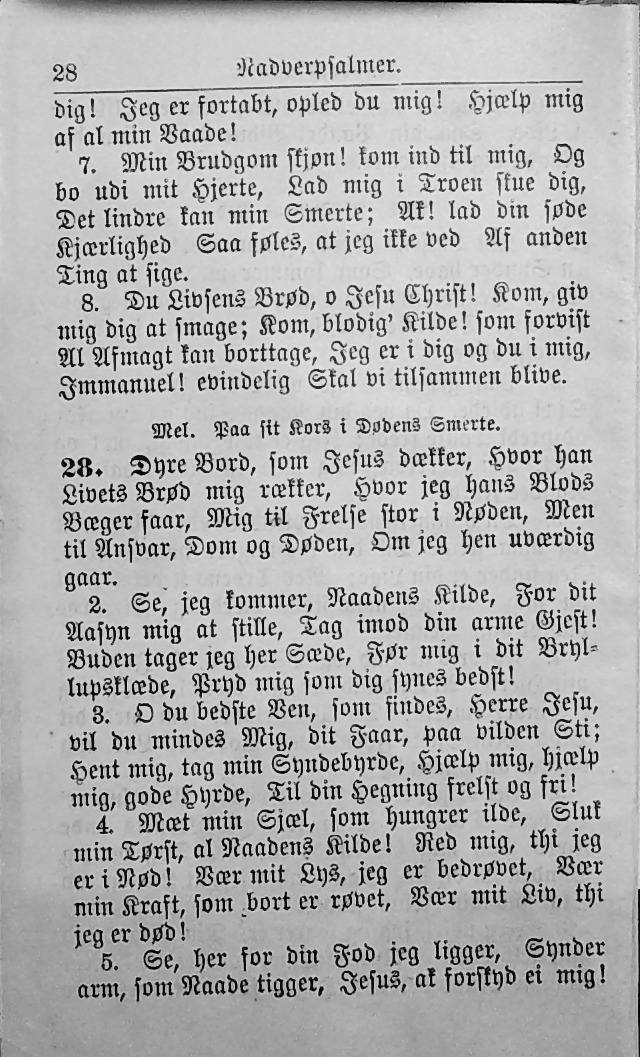 28
Nadverpsalmer.
dig! Jeg er fortabt, opled du mig! Hjælp mig
af al min Vaade!
7. Min Brudgom skjøn! kom ind til mig, Og
bo udi mit Hjerte, Lad mig i Troen skue dig,
Det lindre kan min Smerte; Ak! lad din søde
Kjærlighed Saa føles, at jeg ikke ved Af anden
Ting at sige.
8. Du Livsens Brød, o Jesu Christ! Kom, giv
mig dig at smage; Kom, blodig' Kilde! som forvist
Al Afmagt kan borttage, Jeg er i dig og du i mig,
Immanuel! evindelig Skal vi tilsammen blive.
Mel. Paa sit Kors i Dødens Smerte.
28. Dyre Bord, som Jesus dækker, Hvor han
Livets Brød mig rækker, Hvor jeg hans Blods
Bæger faar, Mig til Frelse stor i Nøden, Men
til Ansvar, Dom og Døden, Om jeg hen uværdig
gaar.
2. Se, jeg kommer, Naadens Kilde, For dit
Aasyn mig at stille, Tag imod din arme Gjest!
Buden tager jeg her Sæde, Før mig i dit Bryl-
lupsklæde, Pryd mig som dig synes bedst!
3. O du bedste Ven, som findes, Herre Jesu,
vil du mindes Mig, dit Faar, paa vilden Sti;
Hent mig, tag min Syndebyrde, Hjælp mig, hjælp
mig, gode Hyrde, Til din Hegning frelst og fri!
4. Mæt min Sjæl, som hungrer ilde, Sluk
min Tørst, al Naadens Kilde! Red mig, thi jeg
er i Nød! Vær mit Lys, jeg er bedrøvet, Vær
min Kraft, som bort er røvet, Vær mit Liv, thi
jeg er død!
5. Se, her for din Fod jeg ligger, Synder
arm, som Naade tigger, Jesus, ak forskyd ei mig!